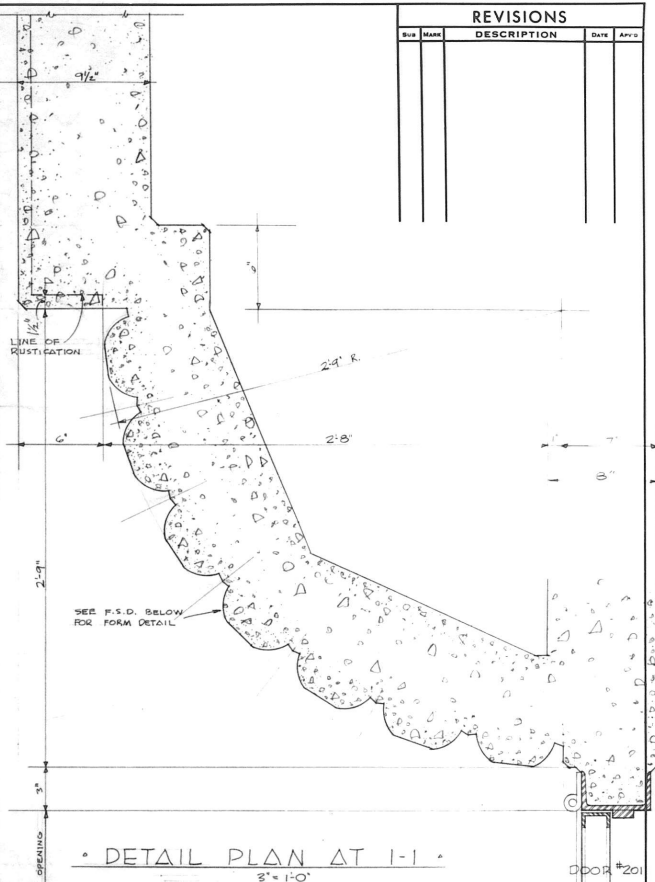 REVISIONS
SUB MARK DESCRIPTION DATE APV'D
9½"
1½"
LINE OF
RUSTICATION
2'-9" R.
6"
2'-8"
1"
7"
8"
2'-9"
SEE F.S.D. BELOW
FOR FORM DETAIL
3"
OPENING
• DETAIL PLAN AT 1-1 •
3" = 1'-0"
DOOR #201